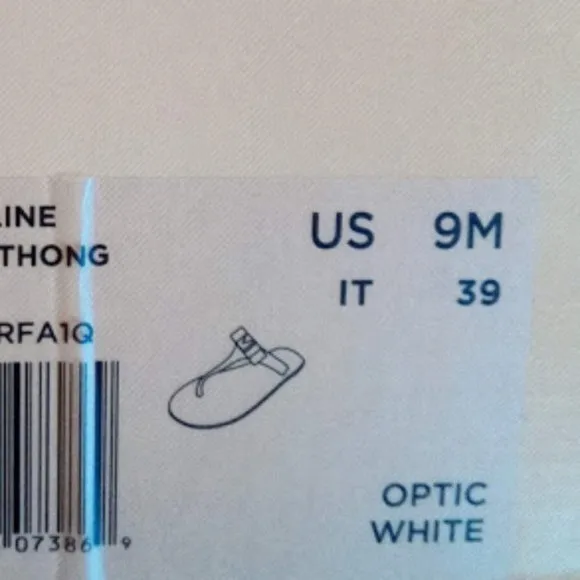 LINE
THONG
RFA1Q
US 9M
IT 39
OPTIC
WHITE
07386 9